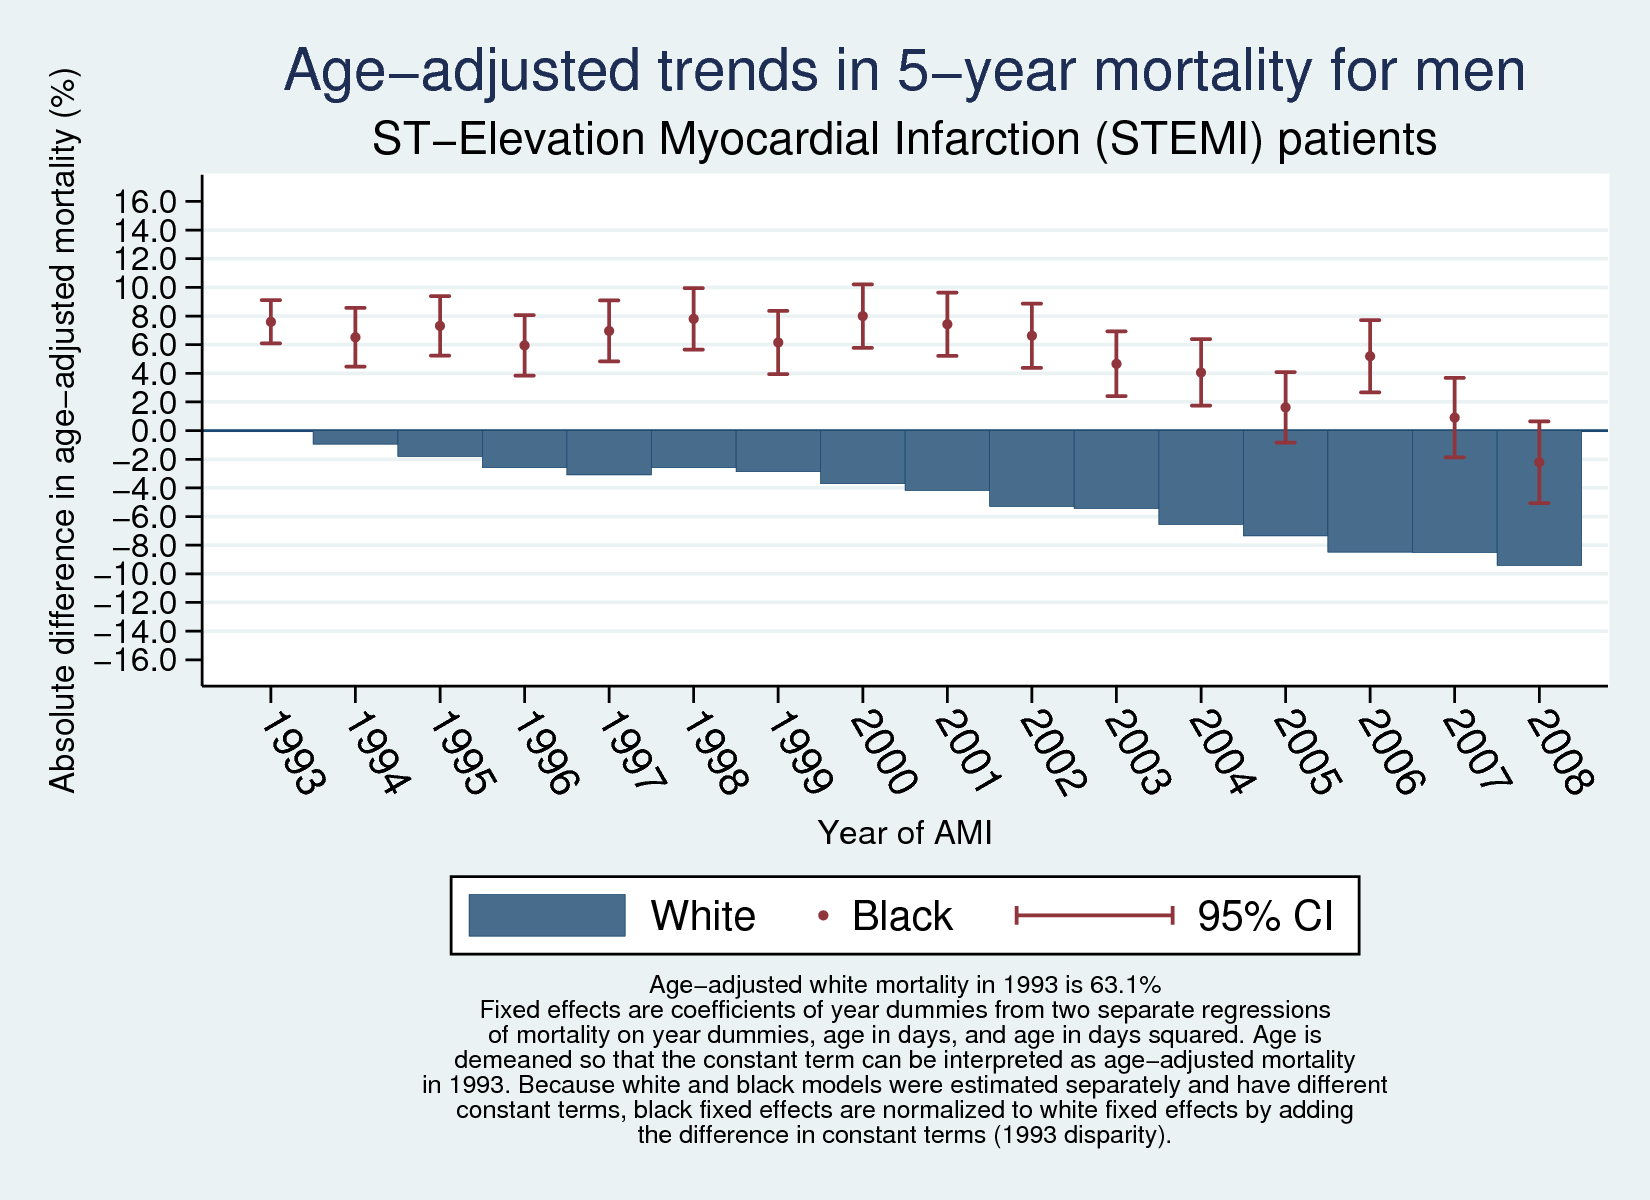 Age–adjusted trends in 5–year mortality for men
ST–Elevation Myocardial Infarction (STEMI) patients
Absolute difference in age–adjusted mortality (%)
16.0
14.0
12.0
10.0
8.0
6.0
4.0
2.0
0.0
–2.0
–4.0
–6.0
–8.0
–10.0
–12.0
–14.0
–16.0
1993 1994 1995 1996 1997 1998 1999 2000 2001 2002 2003 2004 2005 2006 2007 2008
Year of AMI
White Black 95% CI
Age–adjusted white mortality in 1993 is 63.1%
Fixed effects are coefficients of year dummies from two separate regressions
of mortality on year dummies, age in days, and age in days squared. Age is
demeaned so that the constant term can be interpreted as age–adjusted mortality
in 1993. Because white and black models were estimated separately and have different
constant terms, black fixed effects are normalized to white fixed effects by adding
the difference in constant terms (1993 disparity).